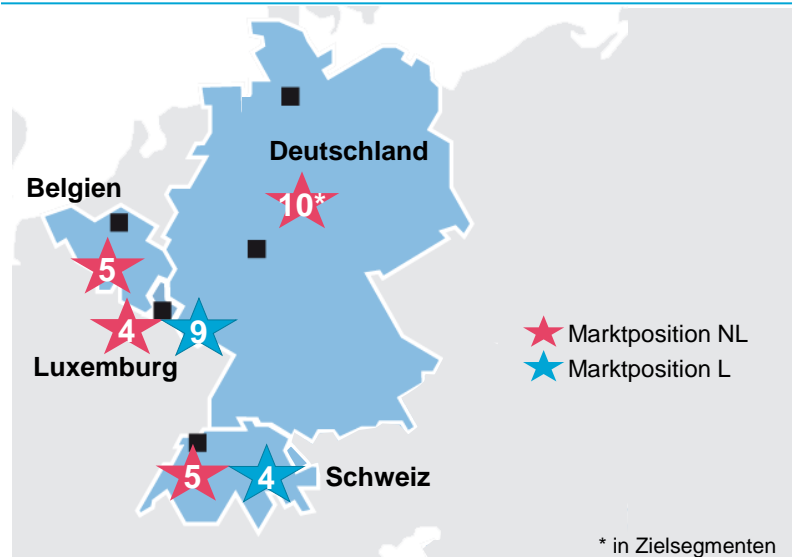 Deutschland
10*
Belgien
5
4
9
Luxemburg
Marktposition NL
Marktposition L
5
4
Schweiz
* in Zielsegmenten